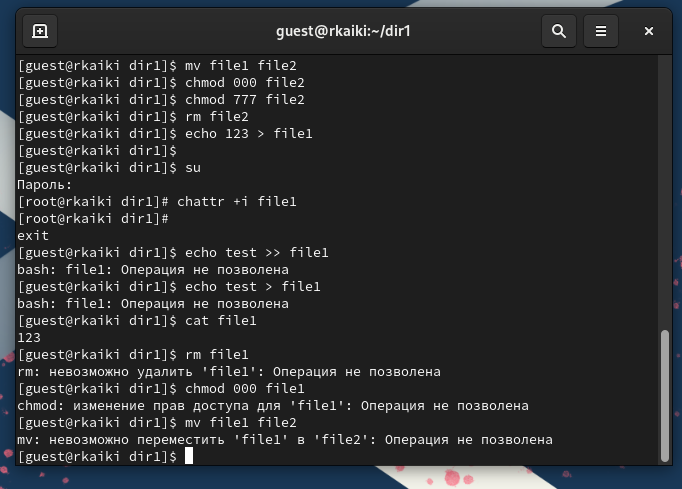 guest@rkaiki:~/dir1
[guest@rkaiki dir1]$ mv file1 file2
[guest@rkaiki dir1]$ chmod 000 file2
[guest@rkaiki dir1]$ chmod 777 file2
[guest@rkaiki dir1]$ rm file2
[guest@rkaiki dir1]$ echo 123 > file1
[guest@rkaiki dir1]$
[guest@rkaiki dir1]$ su
Пароль:
[root@rkaiki dir1]# chattr +i file1
[root@rkaiki dir1]#
exit
[guest@rkaiki dir1]$ echo test >> file1
bash: file1: Операция не позволена
[guest@rkaiki dir1]$ echo test > file1
bash: file1: Операция не позволена
[guest@rkaiki dir1]$ cat file1
123
[guest@rkaiki dir1]$ rm file1
rm: невозможно удалить 'file1': Операция не позволена
[guest@rkaiki dir1]$ chmod 000 file1
chmod: изменение прав доступа для 'file1': Операция не позволена
[guest@rkaiki dir1]$ mv file1 file2
mv: невозможно переместить 'file1' в 'file2': Операция не позволена
[guest@rkaiki dir1]$